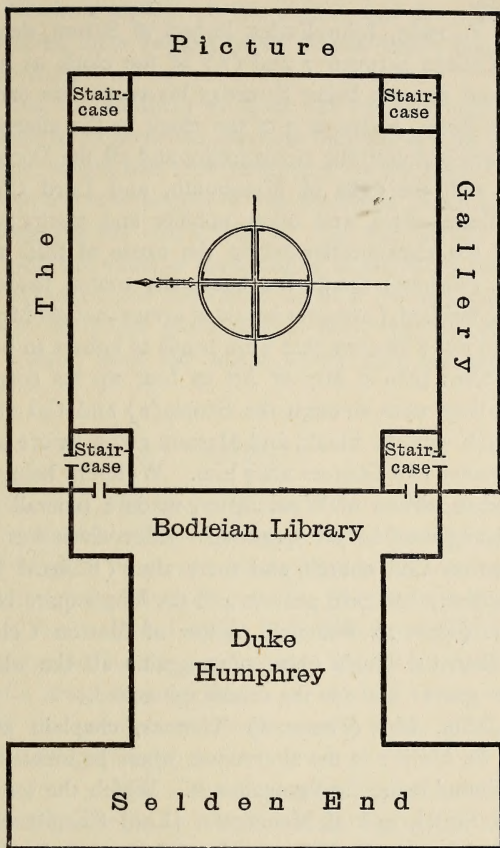 Picture
Stair-
case
Stair-
case
The
Gallery
Stair-
case
Stair-
case
Bodleian Library
Duke
Humphrey
Selden End